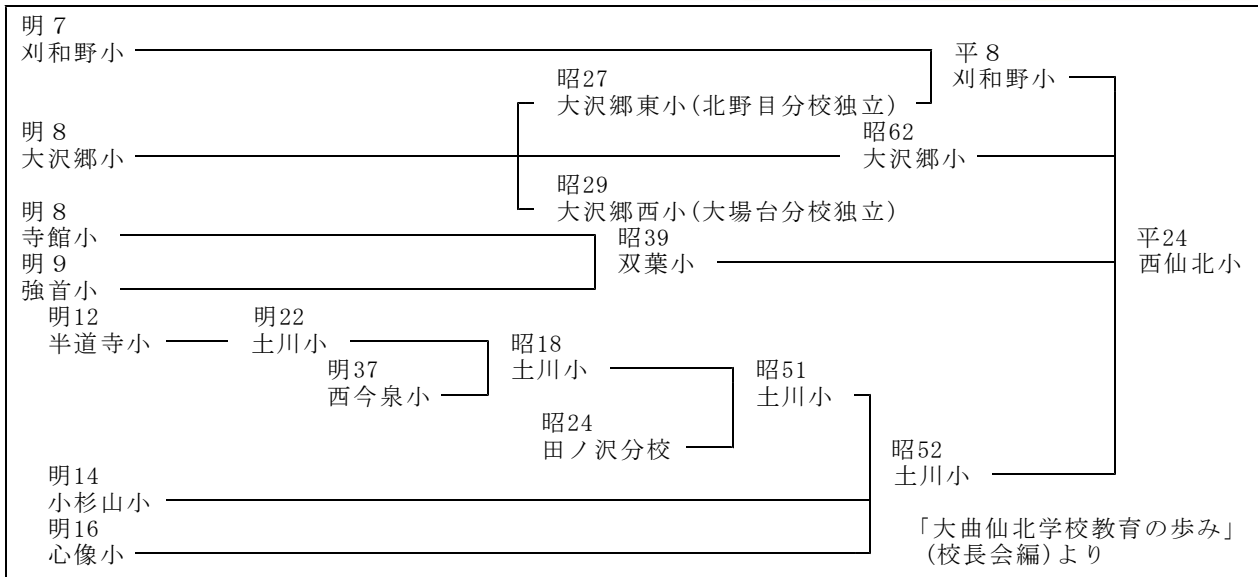 明７
刈和野小
平８
刈和野小
昭27
大沢郷東小(北野目分校独立)
明８
大沢郷小
昭62
大沢郷小
昭29
大沢郷西小(大場台分校独立)
明８
寺館小
明９
強首小
昭39
双葉小
平24
西仙北小
明12
半道寺小
明22
土川小
明37
西今泉小
昭18
土川小
昭24
田ノ沢分校
昭51
土川小
昭52
土川小
明14
小杉山小
明16
心像小
「大曲仙北学校教育の歩み」
(校長会編)より